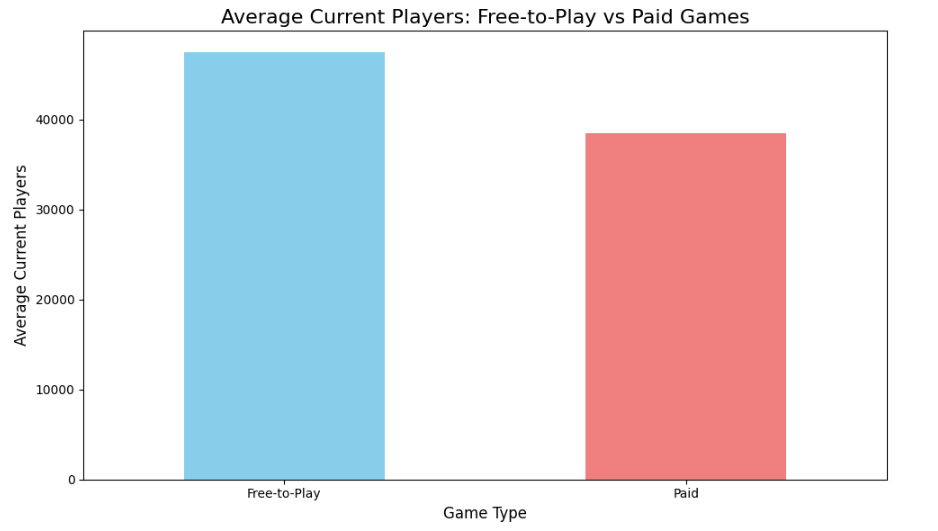 Average Current Players: Free-to-Play vs Paid Games
Average Current Players
40000
30000
20000
10000
0
Free-to-Play
Paid
Game Type